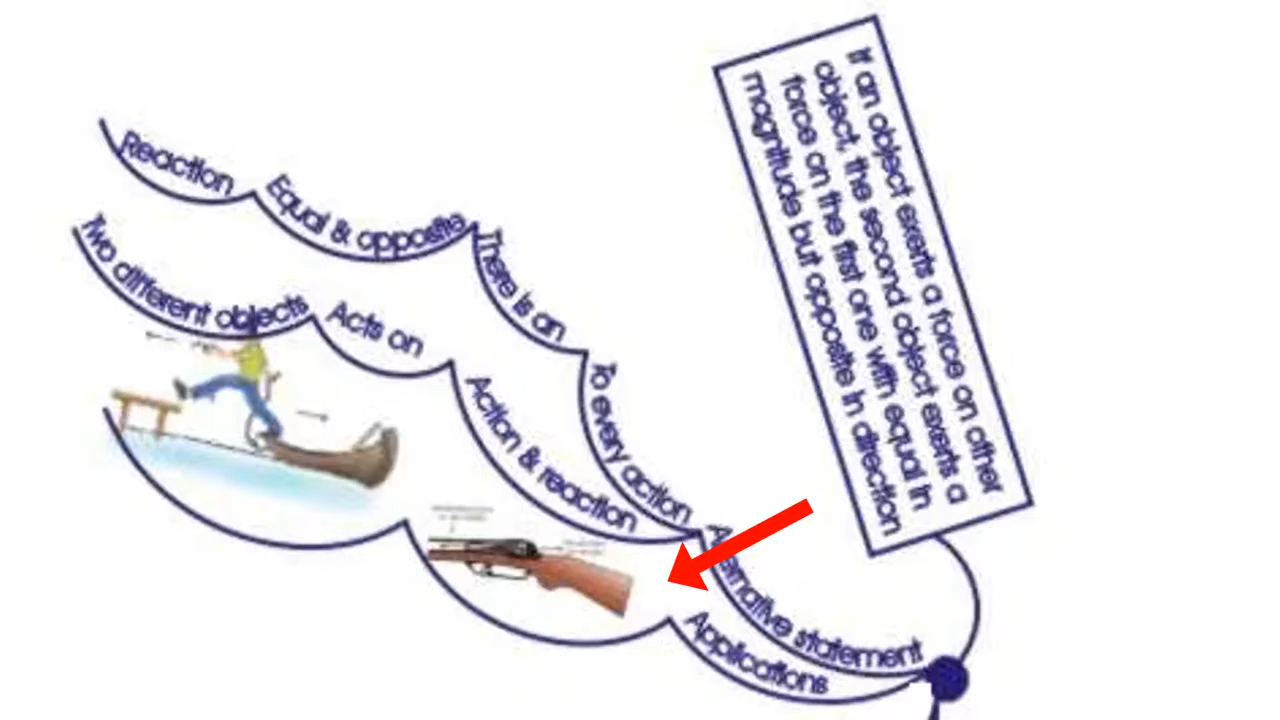 If an object exerts a force on other
object, the second object exerts a
force on the first one with equal in
magnitude but opposite in direction
Reaction
Equal & opposite
There is an
To every action
Two different objects
Acts on
Action & reaction
Alternative statement
Applications